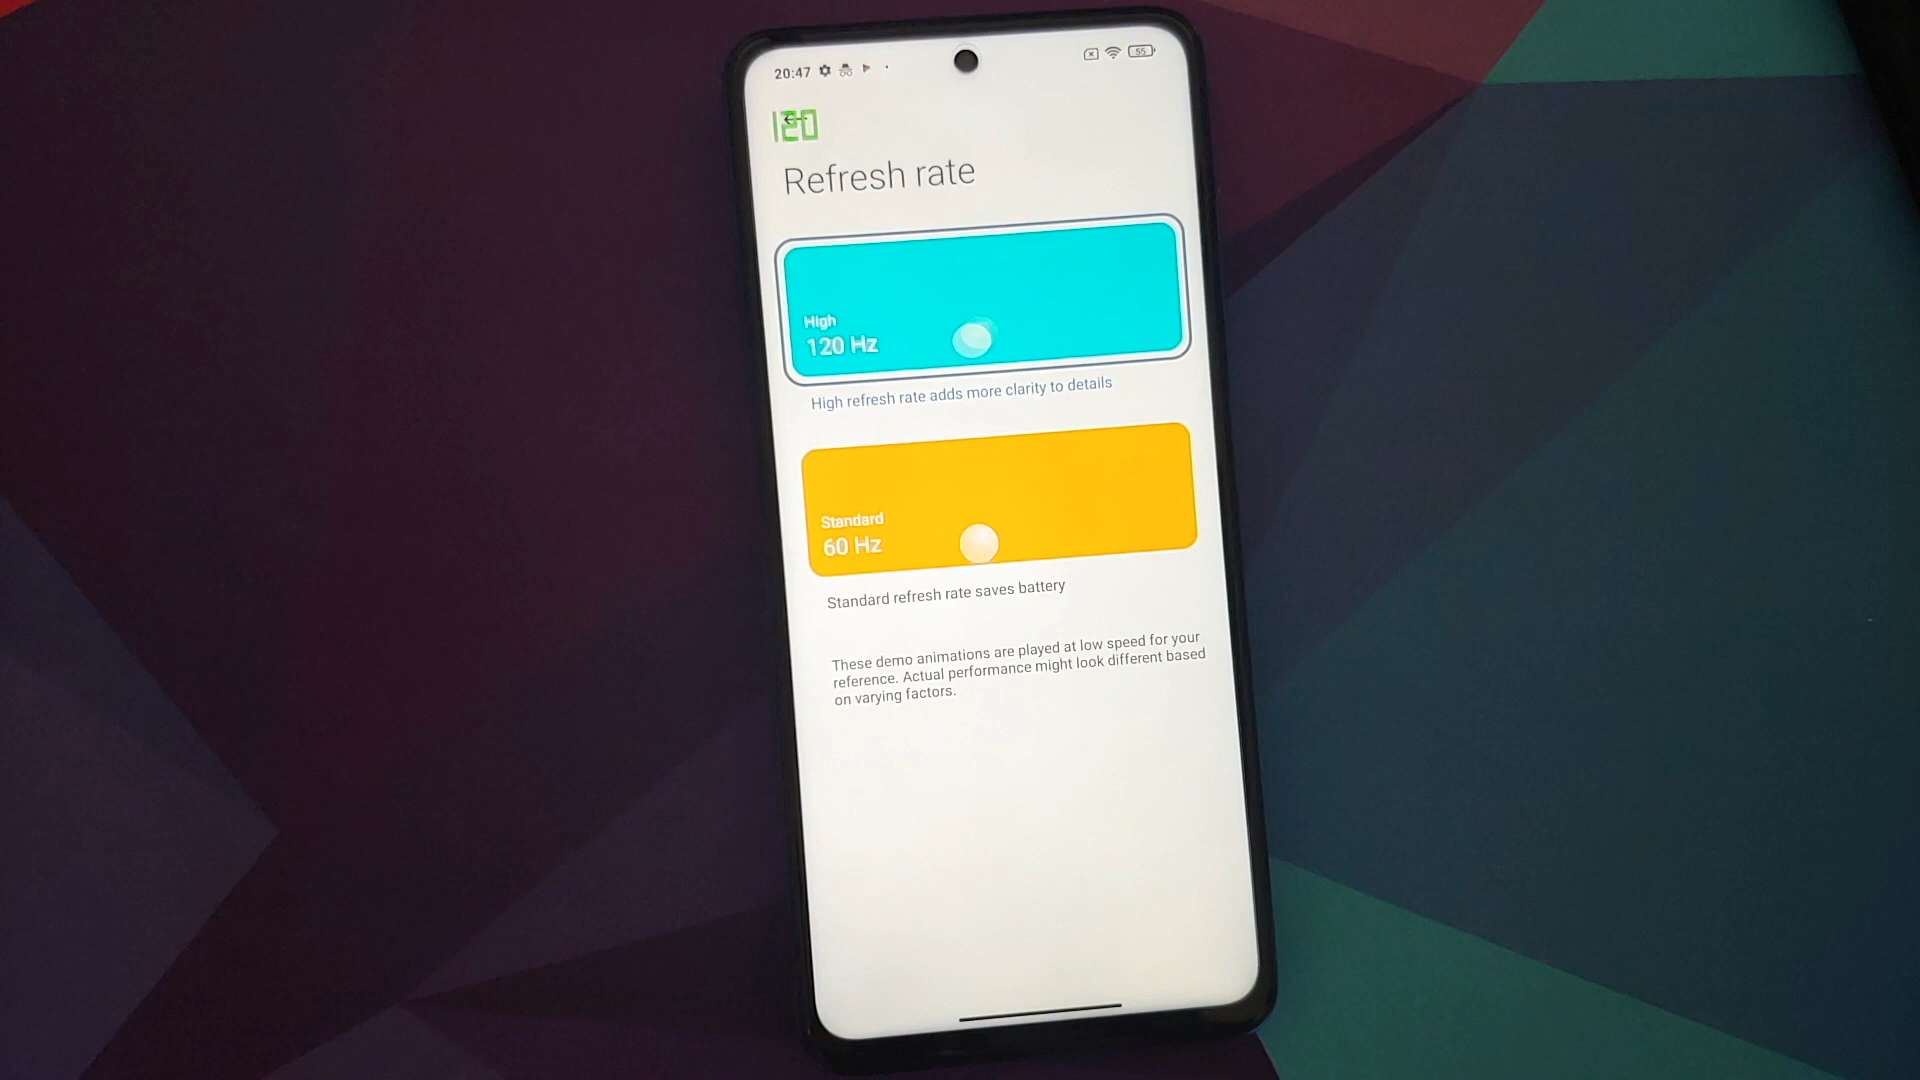 20:47
55
120
Refresh rate
High
120 Hz
High refresh rate adds more clarity to details
Standard
60 Hz
Standard refresh rate saves battery
These demo animations are played at low speed for your
reference. Actual performance might look different based
on varying factors.